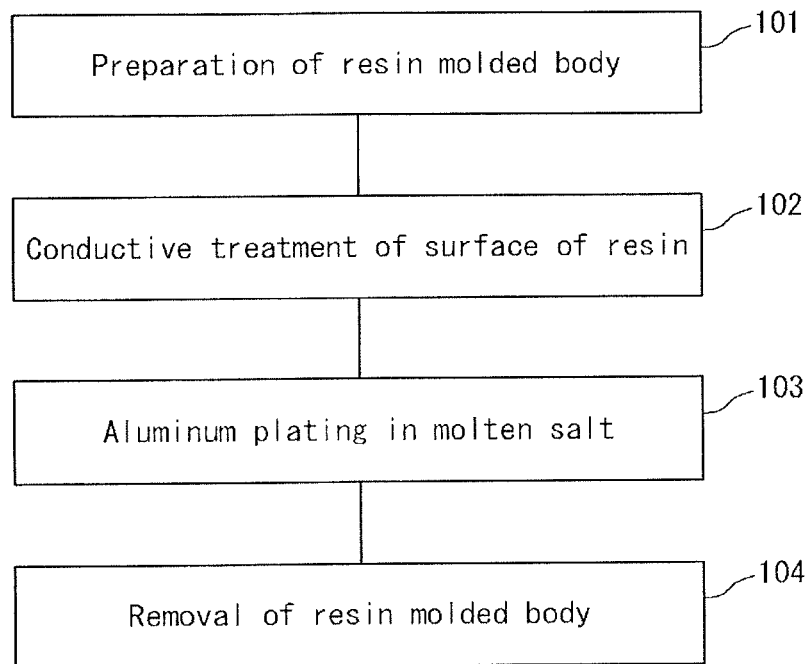 101
Preparation of resin molded body
102
Conductive treatment of surface of resin
103
Aluminum plating in molten salt
104
Removal of resin molded body